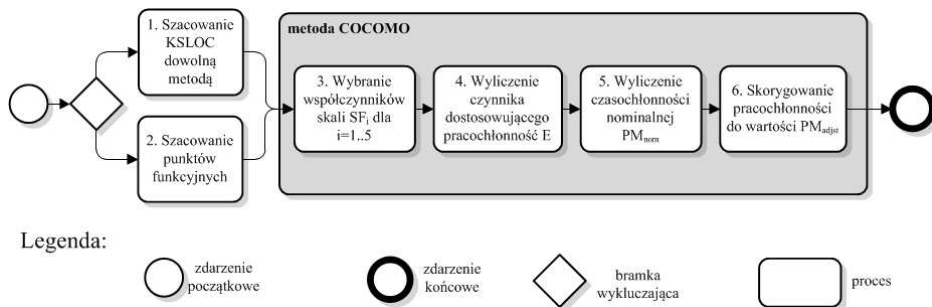 1. Szacowanie
KSLOC
dowolną
metodą
2. Szacowanie
punktów
funkcyjnych
metoda COCOMO
3. Wybranie
współczynników
skali SFi dla
i=1..5
4. Wyliczenie
czynnika
dostosowującego
pracochłonność E
5. Wyliczenie
czasochłonności
nominalnej
PMnom
6. Skorygowanie
pracochłonności
do wartości PMadjst
Legenda:
zdarzenie
początkowe
zdarzenie
końcowe
bramka
wykluczająca
proces